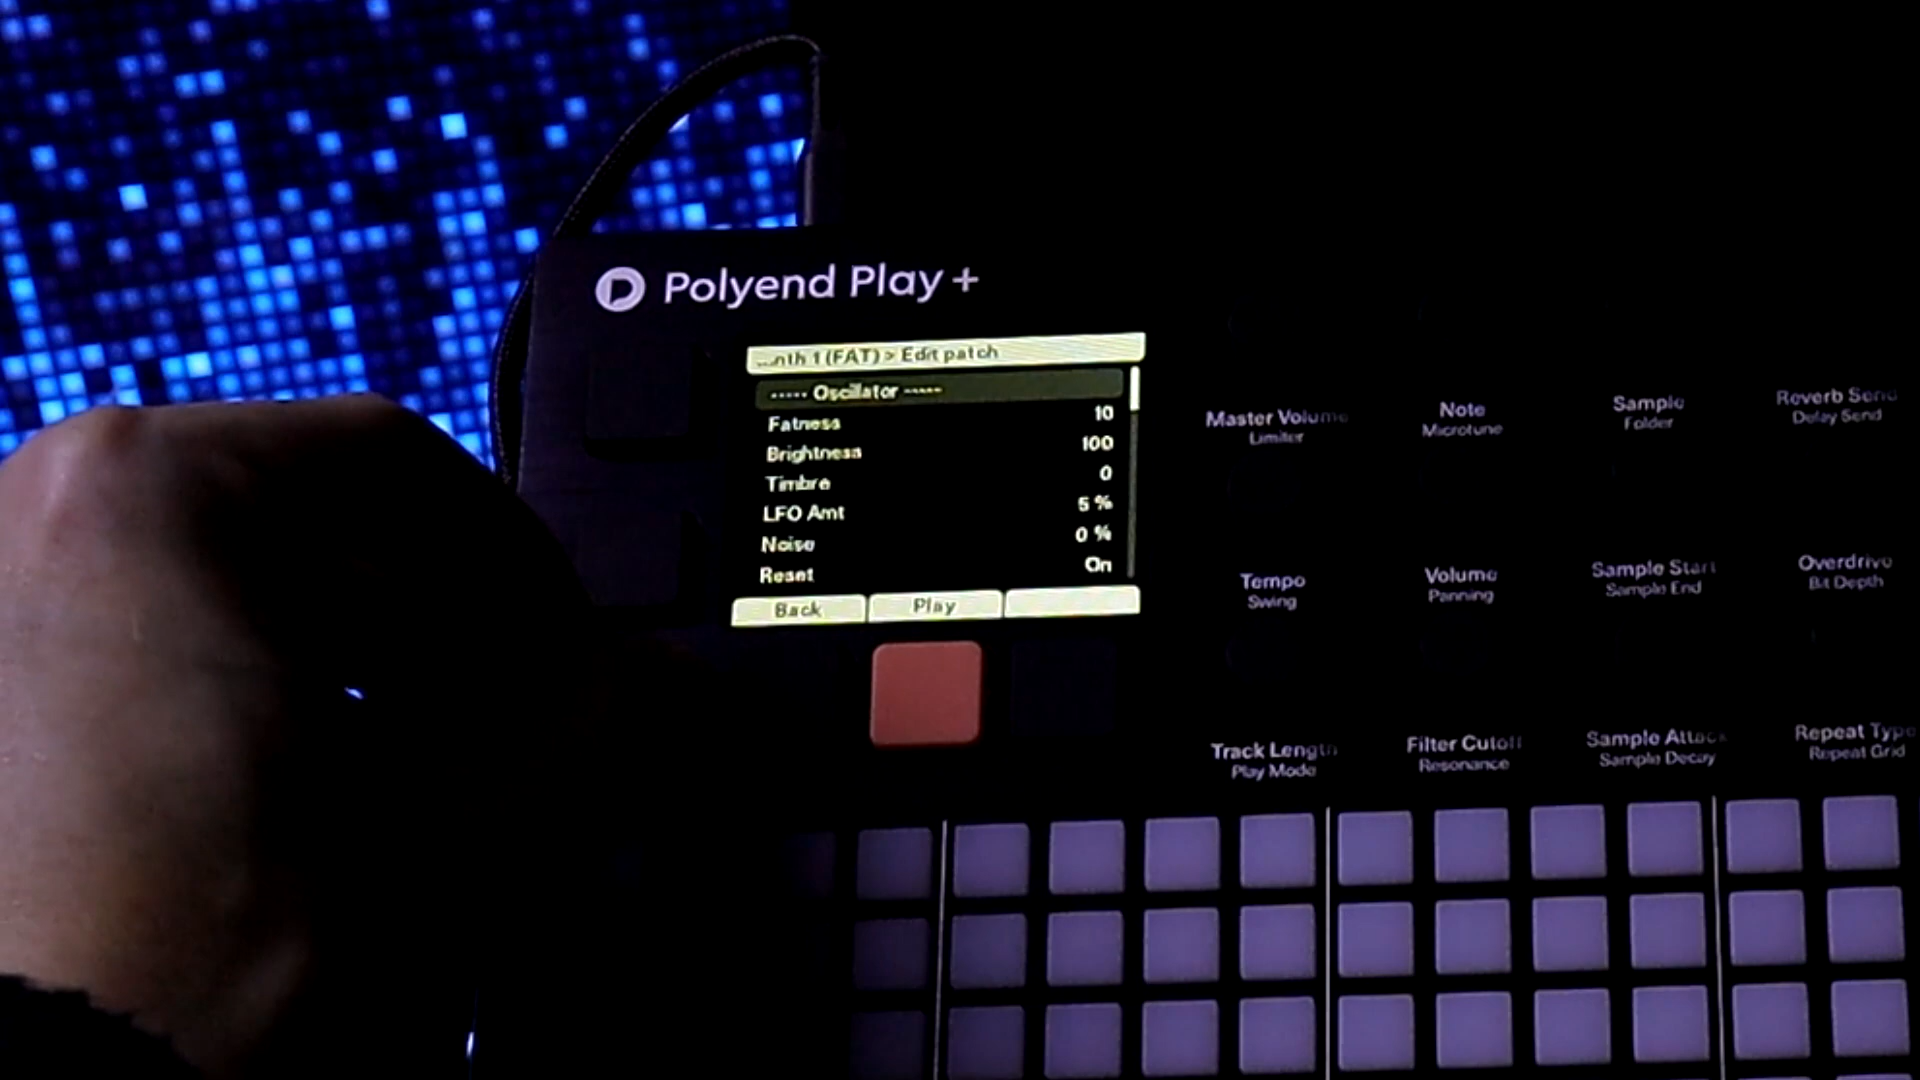 Polyend Play+
...nth 1 (FAT) > Edit patch
----- Oscillator -----
Fatness 10
Brightness 100
Timbre 0
LFO Amt 5 %
Noise 0 %
Reset On
Back Play
Master Volume Note Sample Reverb Send
Limiter Microtune Folder Delay Send
Tempo Volume Sample Start Overdrive
Swing Panning Sample End Bit Depth
Track Length Filter Cutoff Sample Attack Repeat Type
Play Mode Resonance Sample Decay Repeat Grid